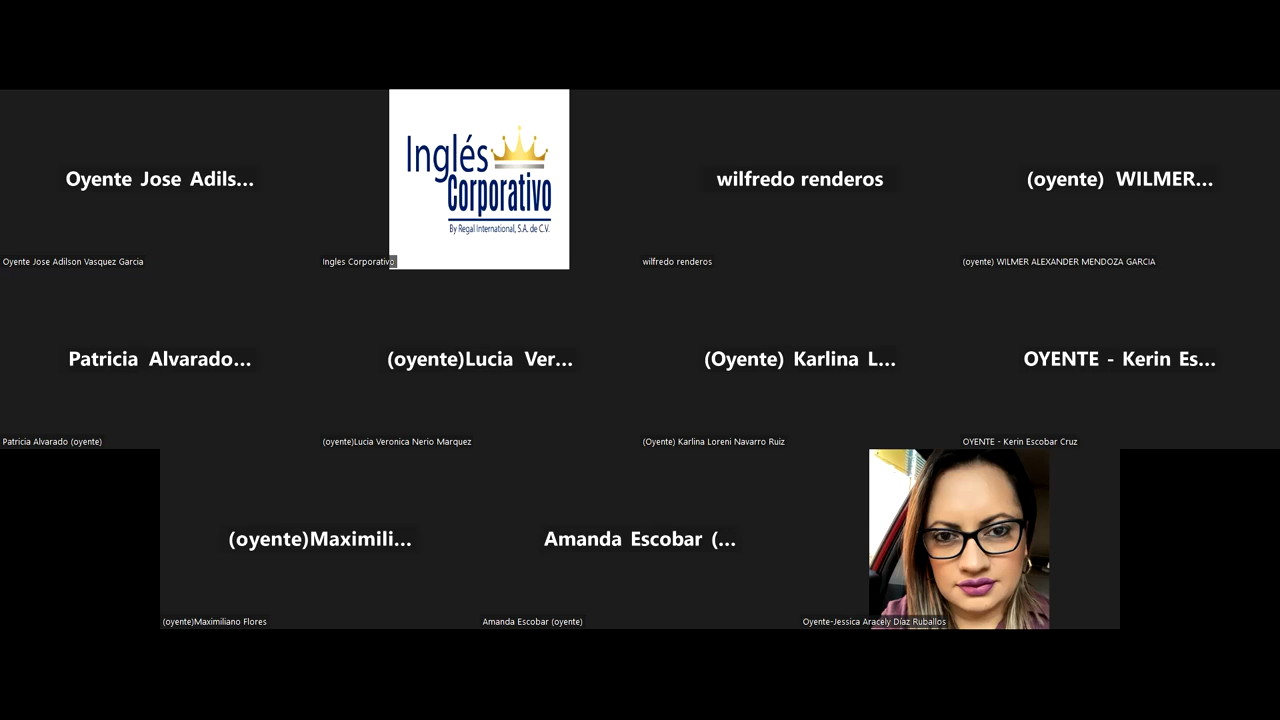 Oyente Jose Adils...
Inglés
Corporativo
By Regal International, S.A. de C.V.
wilfredo renderos
(oyente) WILMER...
Oyente Jose Adilson Vasquez Garcia
Ingles Corporativo
wilfredo renderos
(oyente) WILMER ALEXANDER MENDOZA GARCIA
Patricia Alvarado...
(oyente)Lucia Ver...
(Oyente) Karlina L...
OYENTE - Kerin Es...
Patricia Alvarado (oyente)
(oyente)Lucia Veronica Nerio Marquez
(Oyente) Karlina Loreni Navarro Ruiz
OYENTE - Kerin Escobar Cruz
(oyente)Maximili...
Amanda Escobar (...
(oyente)Maximiliano Flores
Amanda Escobar (oyente)
Oyente-Jessica Aracely Díaz Ruballos